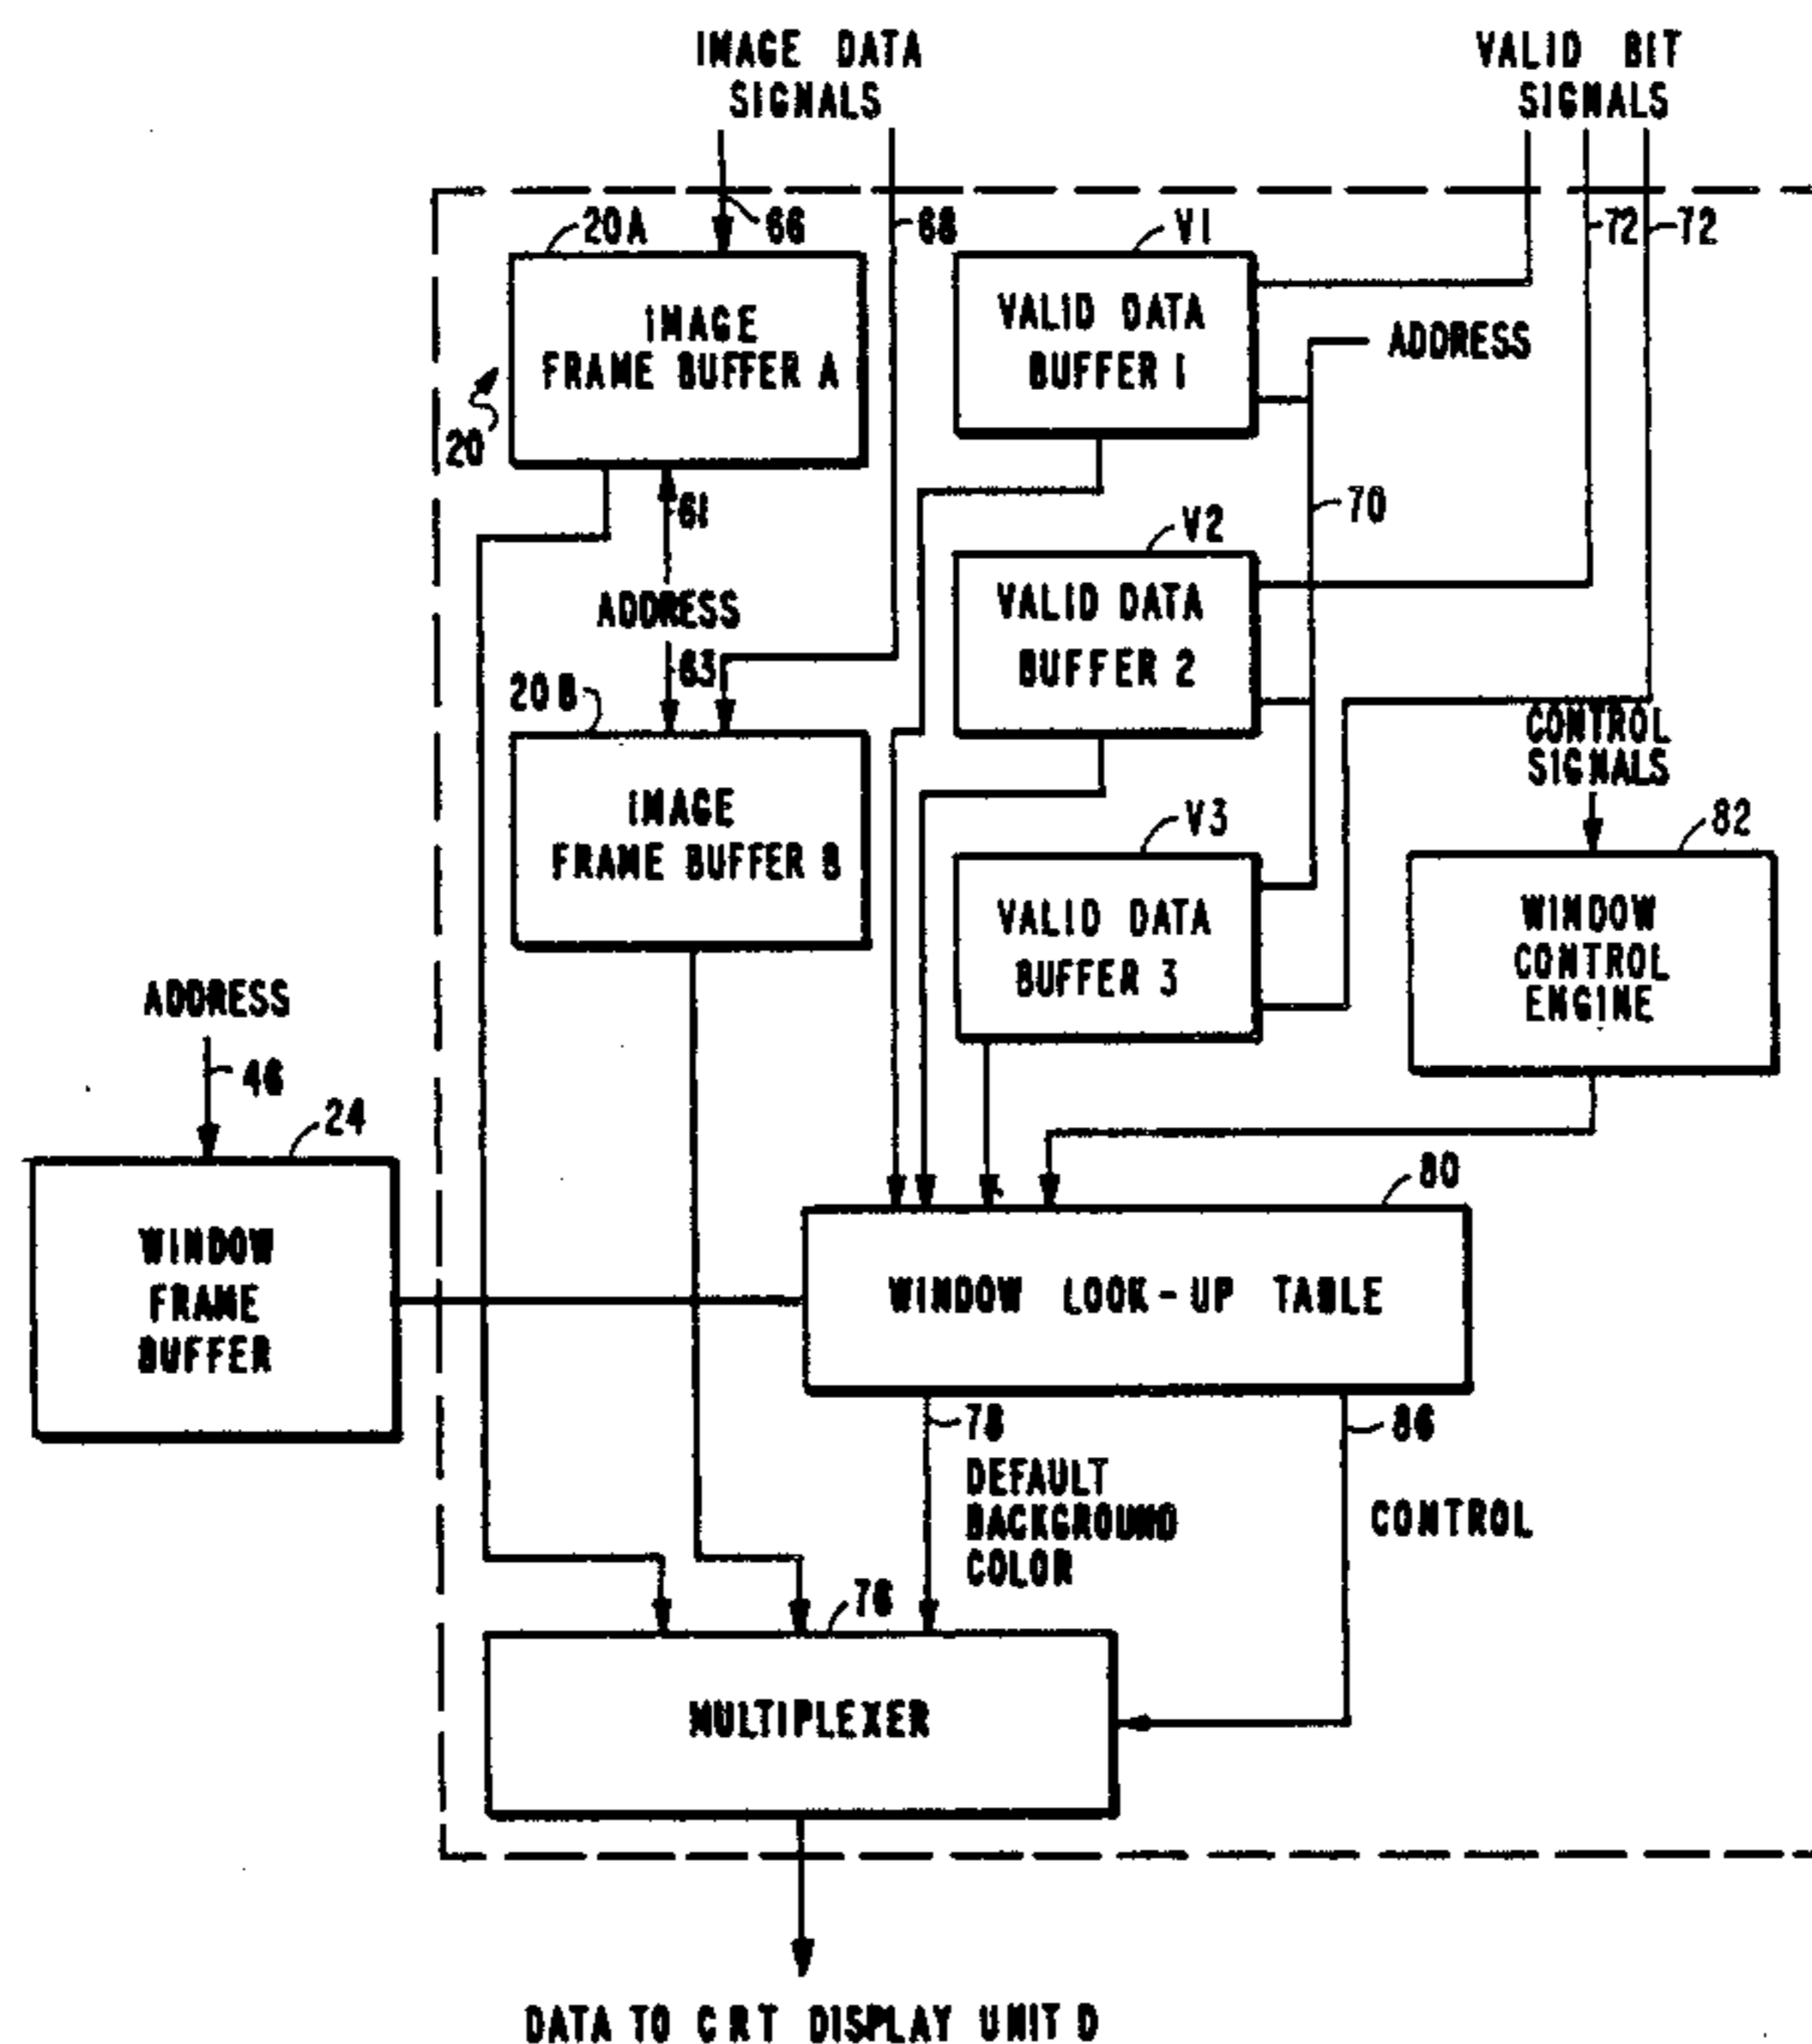 IMAGE DATA
SIGNALS
VALID BIT
SIGNALS
66
68
72
72
20A
V1
IMAGE
FRAME BUFFER A
VALID DATA
BUFFER 1
ADDRESS
20
61
70
V2
ADDRESS
VALID DATA
BUFFER 2
63
20B
CONTROL
SIGNALS
IMAGE
FRAME BUFFER B
V3
82
VALID DATA
BUFFER 3
WINDOW
CONTROL
ENGINE
ADDRESS
46
24
80
WINDOW
FRAME
BUFFER
WINDOW LOOK-UP TABLE
78
86
DEFAULT
BACKGROUND
COLOR
CONTROL
76
MULTIPLEXER
DATA TO CRT DISPLAY UNIT D